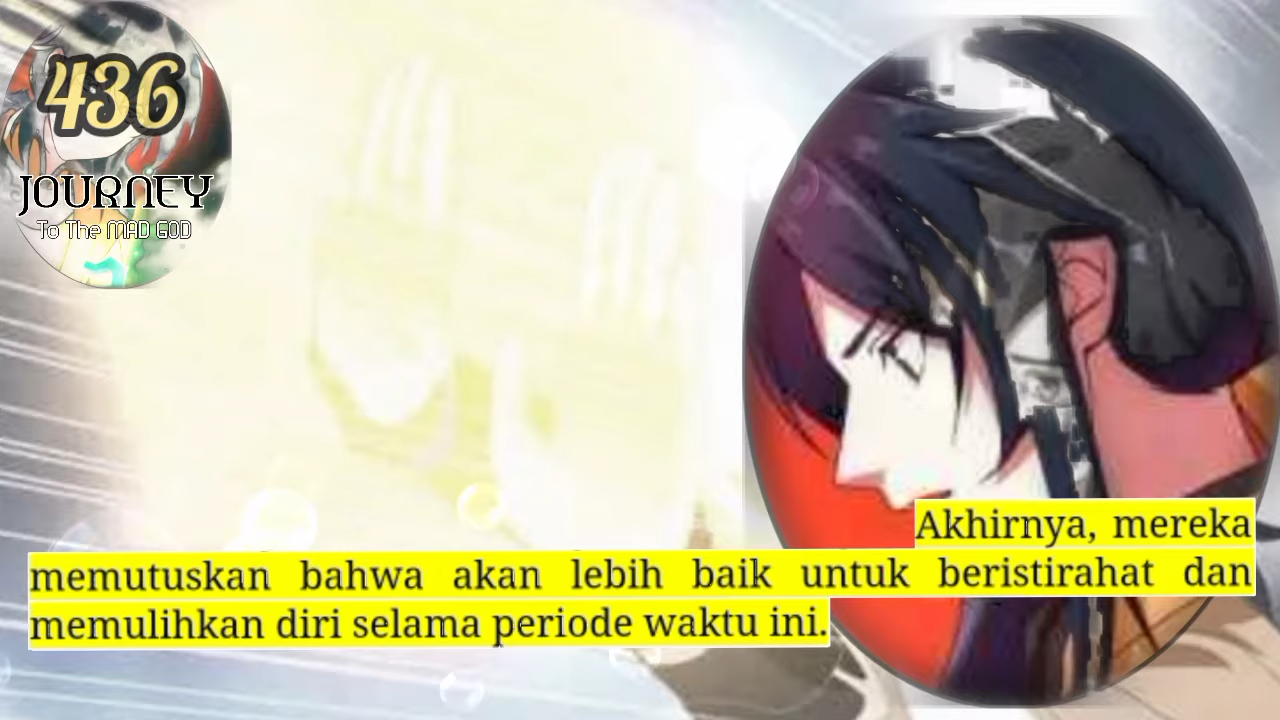 436
JOURNEY
To The MAD GOD
Akhirnya, mereka
memutuskan bahwa akan lebih baik untuk beristirahat dan
memulihkan diri selama periode waktu ini.